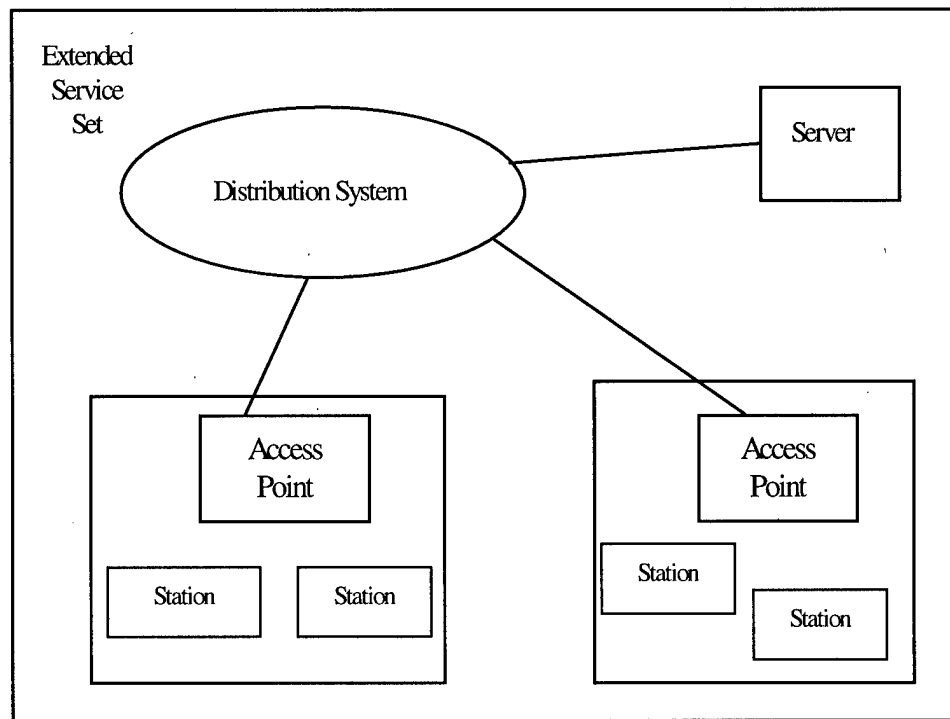 Extended
Service
Set
Server
Distribution System
Access
Point
Access
Point
Station
Station
Station
Station